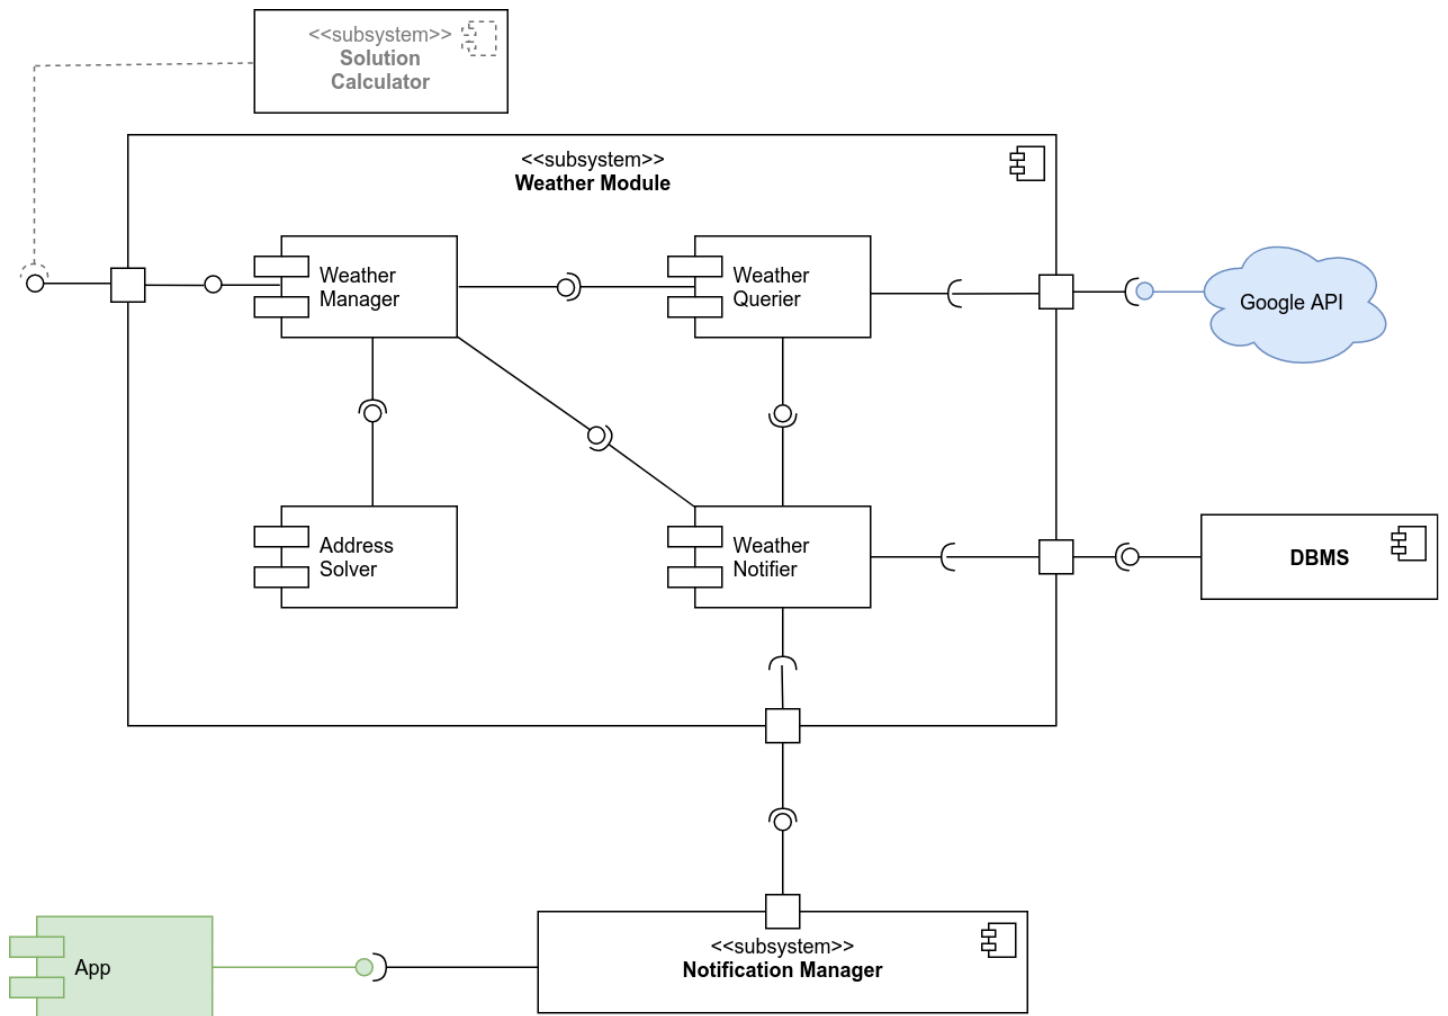 <<subsystem>>
Solution
Calculator
<<subsystem>>
Weather Module
Weather
Manager
Weather
Querier
Google API
Address
Solver
Weather
Notifier
DBMS
<<subsystem>>
Notification Manager
App